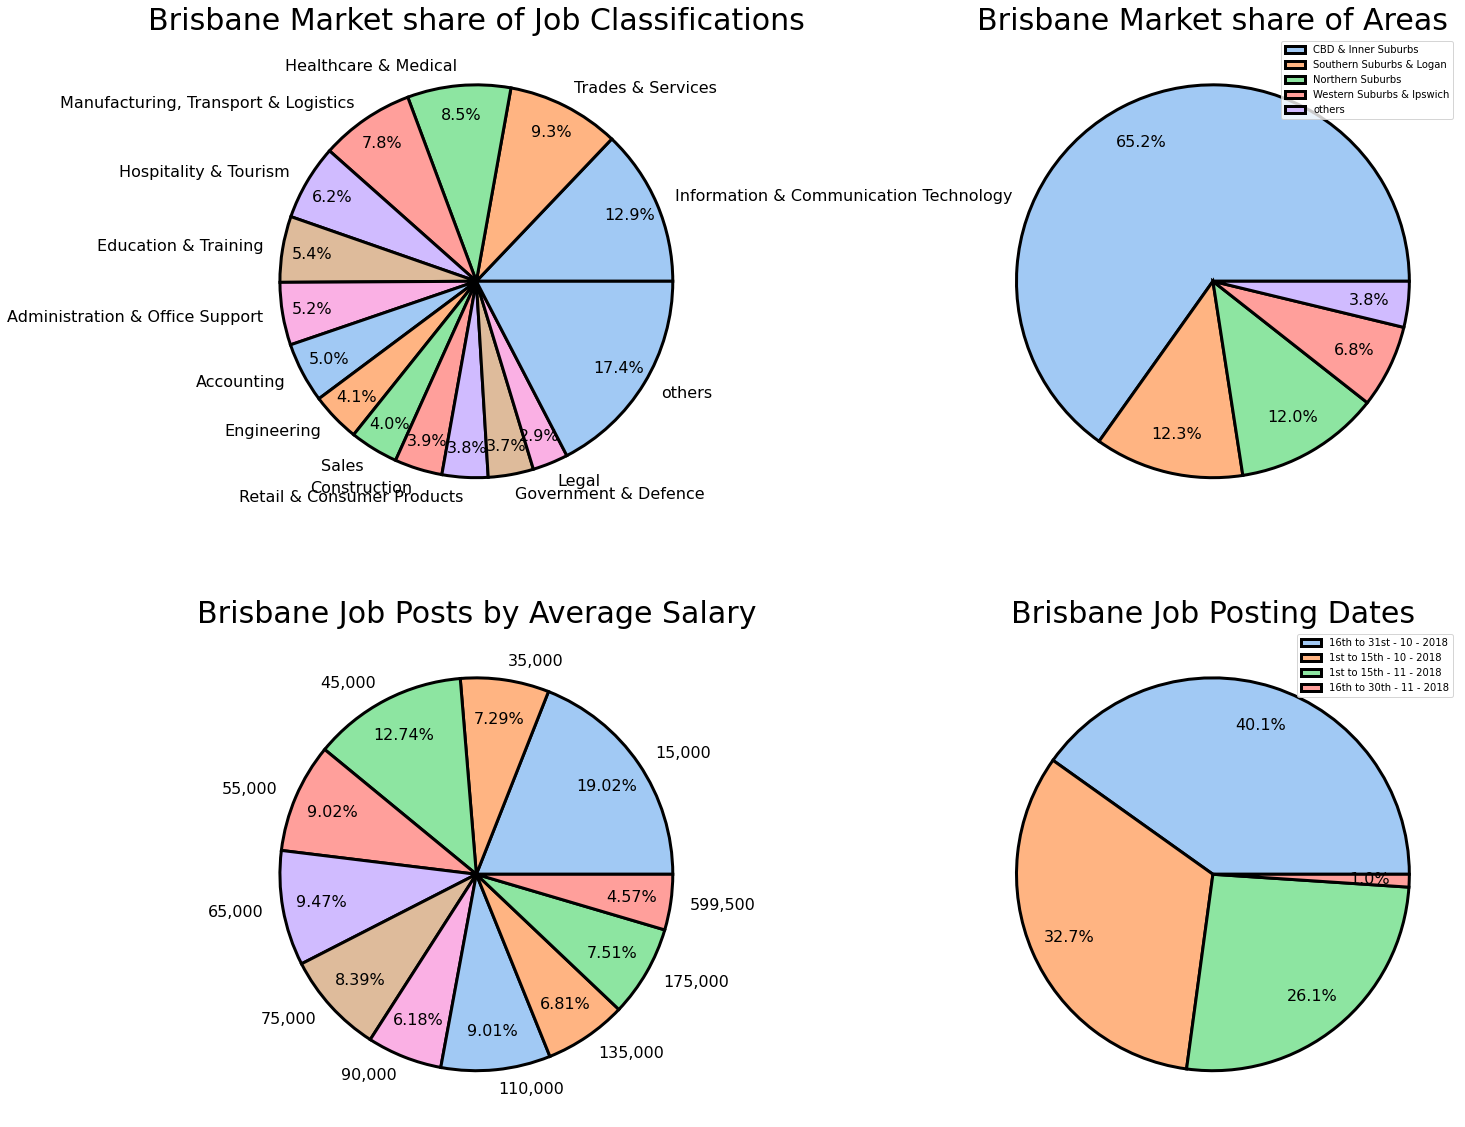 Brisbane Market share of Job Classifications
Healthcare & Medical
Trades & Services
Manufacturing, Transport & Logistics
8.5%
9.3%
7.8%
Hospitality & Tourism
6.2%
Information & Communication Technology
12.9%
Education & Training
5.4%
Administration & Office Support
5.2%
5.0%
17.4%
Accounting
others
4.1%
Engineering
4.0%
3.9%
3.8%
3.7%
2.9%
Sales
Construction
Legal
Retail & Consumer Products
Government & Defence
Brisbane Market share of Areas
CBD & Inner Suburbs
Southern Suburbs & Logan
Northern Suburbs
Western Suburbs & Ipswich
others
65.2%
3.8%
6.8%
12.0%
12.3%
Brisbane Job Posts by Average Salary
35,000
45,000
7.29%
12.74%
15,000
19.02%
55,000
9.02%
65,000
9.47%
4.57%
599,500
7.51%
8.39%
175,000
6.81%
75,000
6.18%
9.01%
135,000
90,000
110,000
Brisbane Job Posting Dates
16th to 31st - 10 - 2018
1st to 15th - 10 - 2018
1st to 15th - 11 - 2018
16th to 30th - 11 - 2018
40.1%
1.0%
32.7%
26.1%